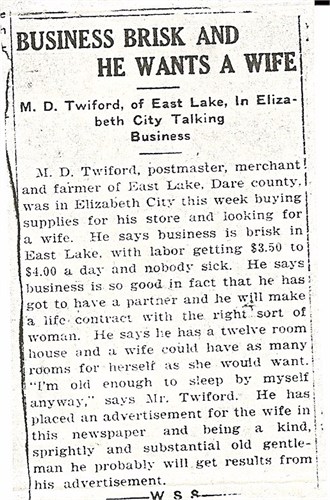 BUSINESS BRISK AND
HE WANTS A WIFE
M. D. Twiford, of East Lake, In Eliza-
beth City Talking
Business
M. D. Twiford, postmaster, merchant
and farmer of East Lake, Dare county,
was in Elizabeth City this week buying
supplies for his store and looking for
a wife. He says business is brisk in
East Lake, with labor getting $3.50 to
$4.00 a day and nobody sick. He says
business is so good in fact that he has
got to have a partner and he will make
a life contract with the right sort of
woman. He says he has a twelve room
house and a wife could have as many
rooms for herself as she would want.
"I'm old enough to sleep by myself
anyway," says Mr. Twiford. He has
placed an advertisement for the wife in
this newspaper and being a kind,
sprightly and substantial old gentle-
man he probably will get results from
his advertisement.
W S S